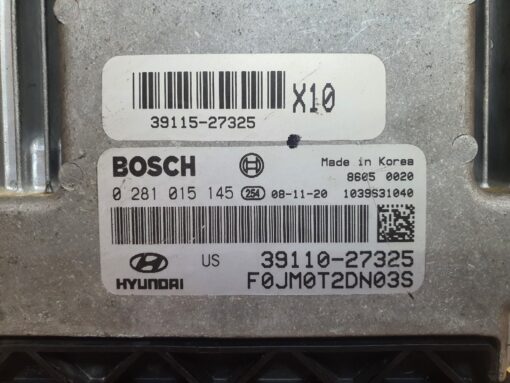 X10
39115-27325
BOSCH
Made in Korea
8605 0020
0 281 015 145 254 08-11-20 1039S31040
HYUNDAI US 39110-27325
F0JM0T2DN03S